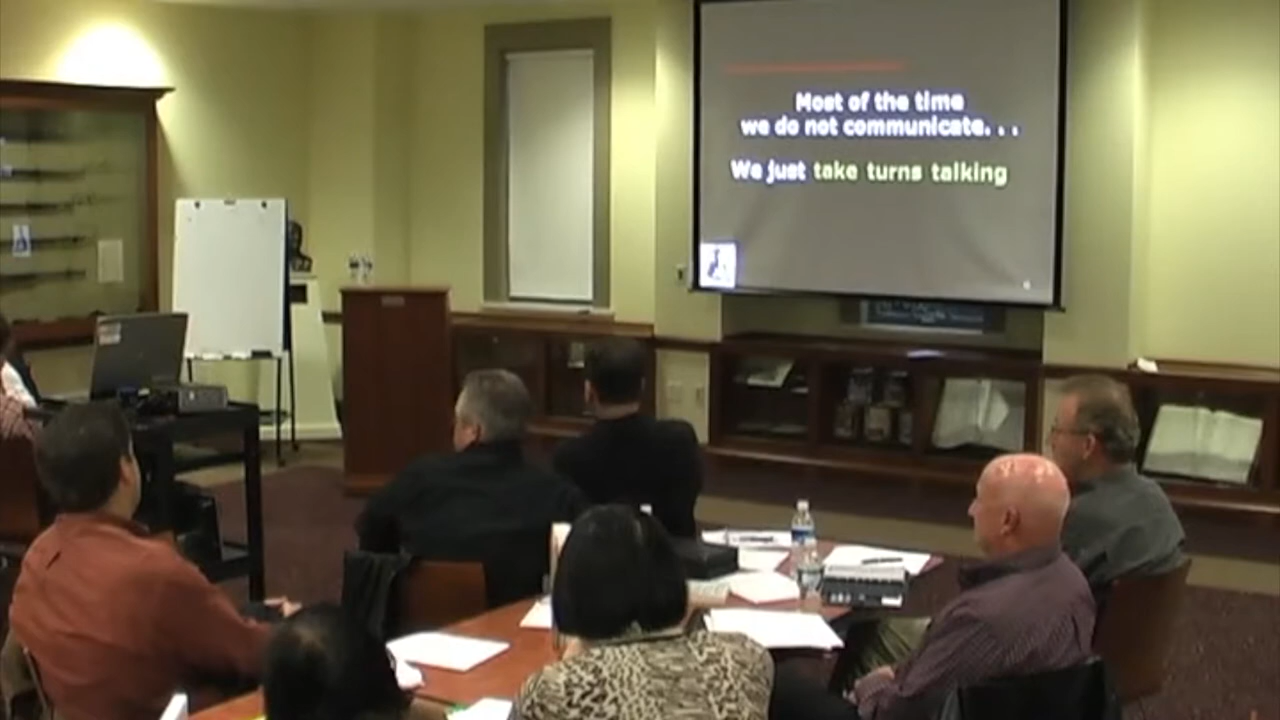 Most of the time
we do not communicate. . .
We just take turns talking